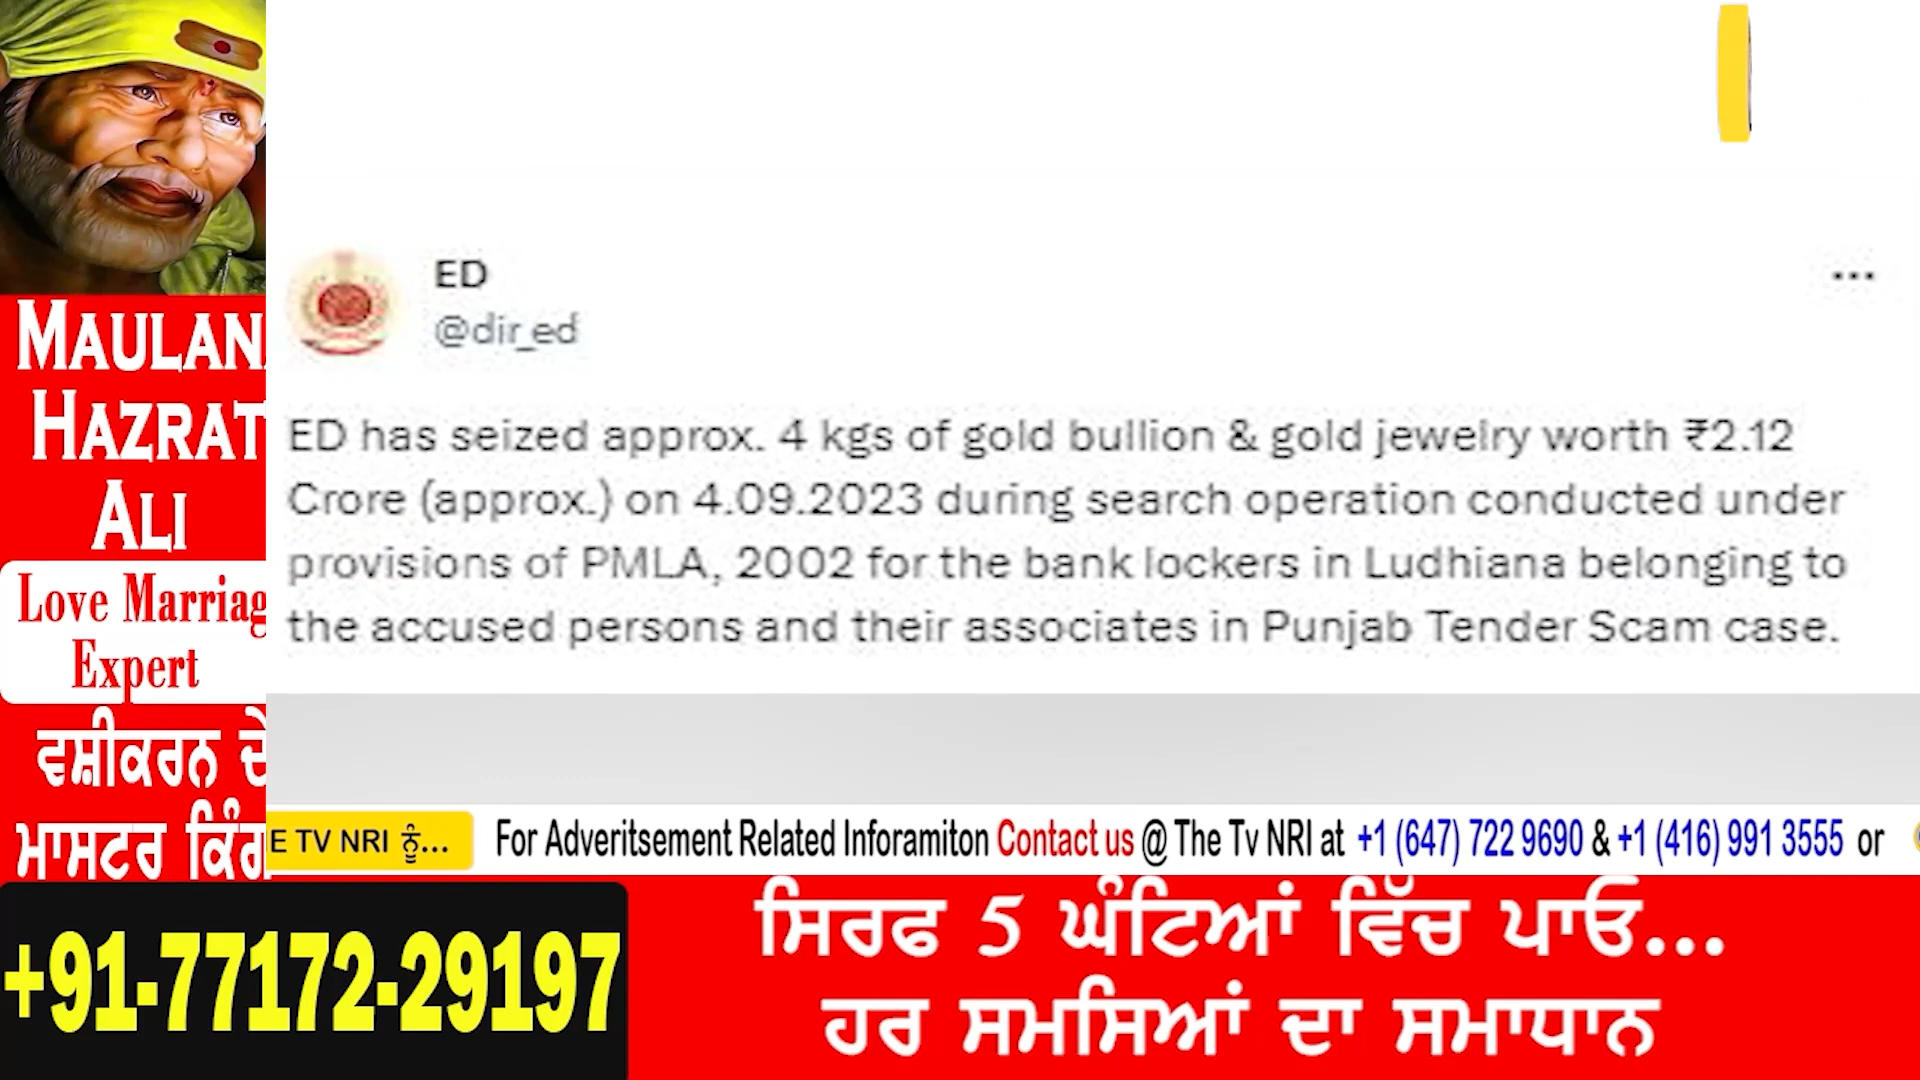 MAULAN
HAZRAT
ALI
Love Marriag
Expert
ਵਸ਼ੀਕਰਨ ਦੇ
ਮਾਸਟਰ ਕਿੰਗ
+91-77172-29197
ED
@dir_ed
ED has seized approx. 4 kgs of gold bullion & gold jewelry worth ₹2.12
Crore (approx.) on 4.09.2023 during search operation conducted under
provisions of PMLA, 2002 for the bank lockers in Ludhiana belonging to
the accused persons and their associates in Punjab Tender Scam case.
E TV NRI ਨੂੰ...
For Adveritsement Related Inforamiton Contact us @ The Tv NRI at +1 (647) 722 9690 & +1 (416) 991 3555 or
ਸਿਰਫ 5 ਘੰਟਿਆਂ ਵਿੱਚ ਪਾਓ...
ਹਰ ਸਮਸਿਆਂ ਦਾ ਸਮਾਧਾਨ